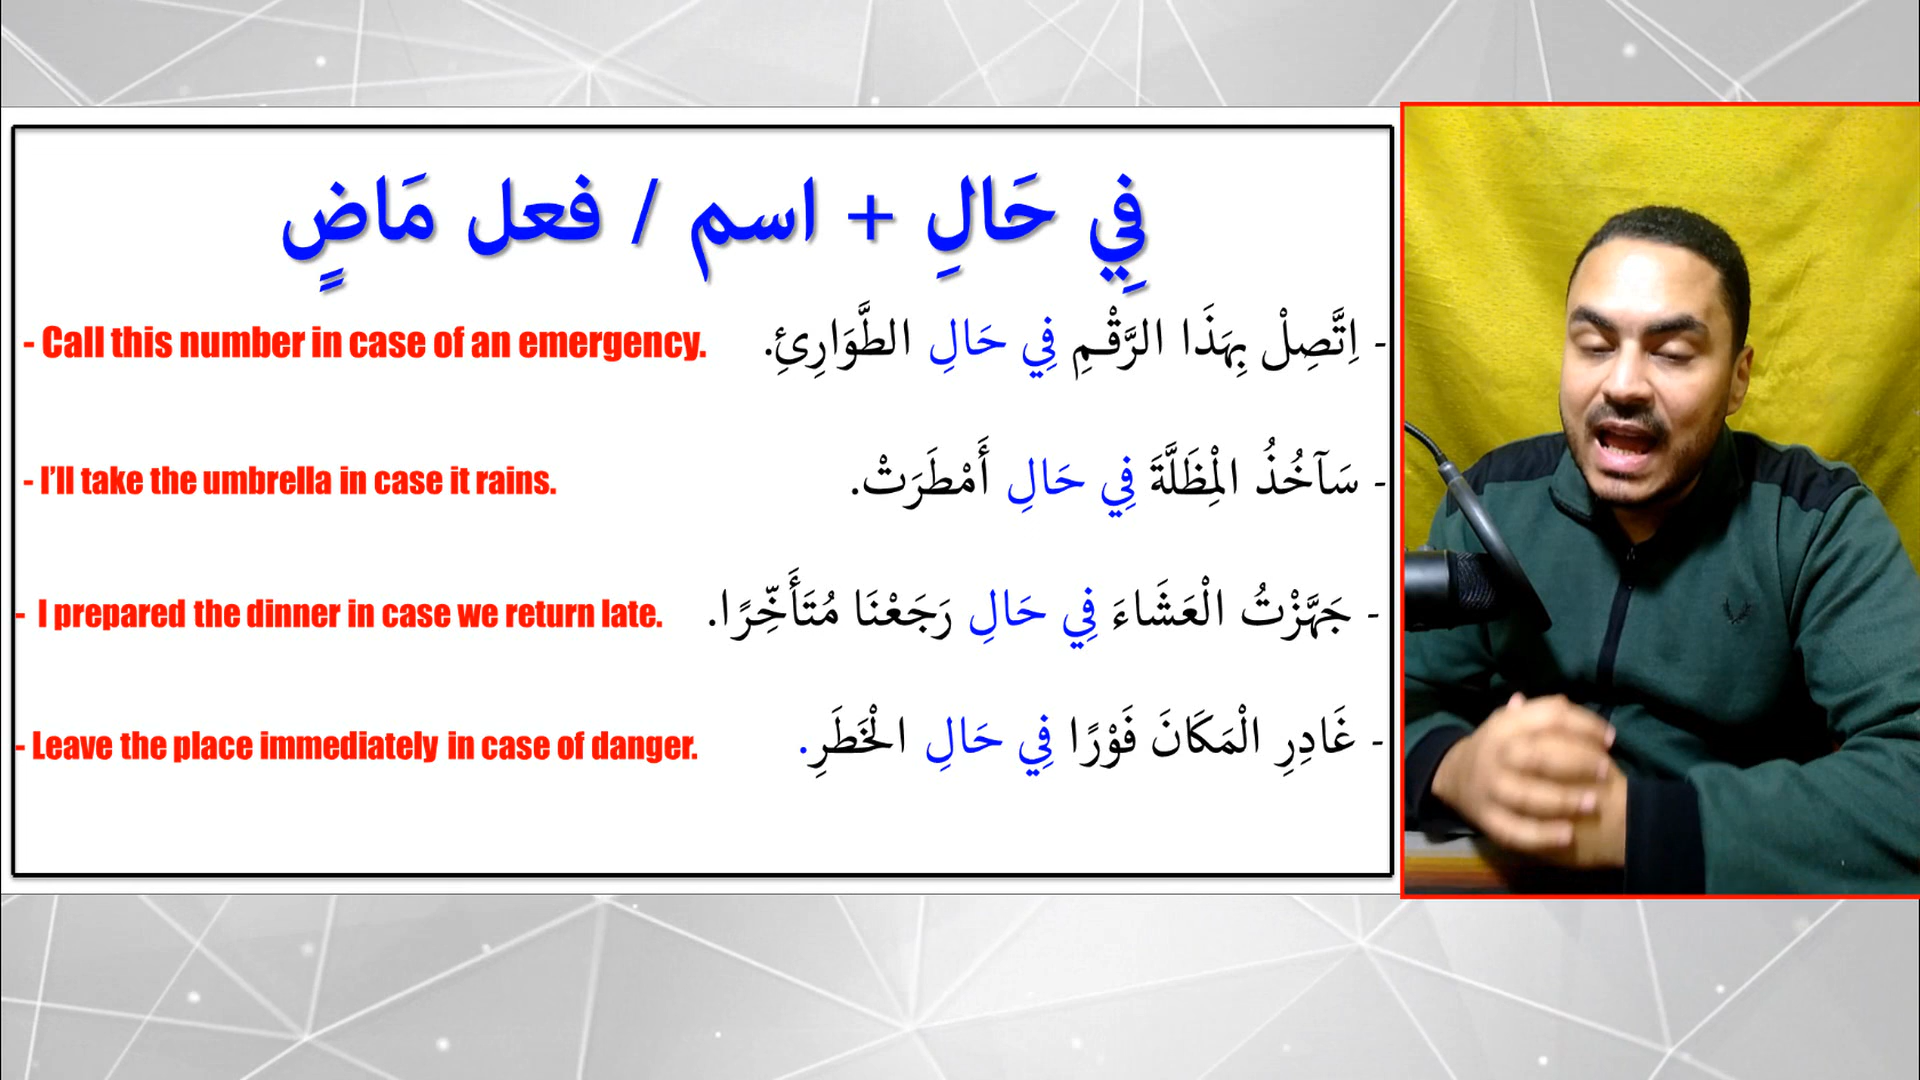 فِي حَالِ + اسم / فعل مَاضٍ
- Call this number in case of an emergency.
- اِتَّصِلْ بِهَذَا الرَّقْمِ فِي حَالِ الطَّوَارِئِ.
- I'll take the umbrella in case it rains.
- سَآخُذُ الْمِظَلَّةَ فِي حَالِ أَمْطَرَتْ.
- I prepared the dinner in case we return late.
- جَهَّزْتُ الْعَشَاءَ فِي حَالِ رَجَعْنَا مُتَأَخِّرًا.
- Leave the place immediately in case of danger.
- غَادِرِ الْمَكَانَ فَوْرًا فِي حَالِ الْخَطَرِ.